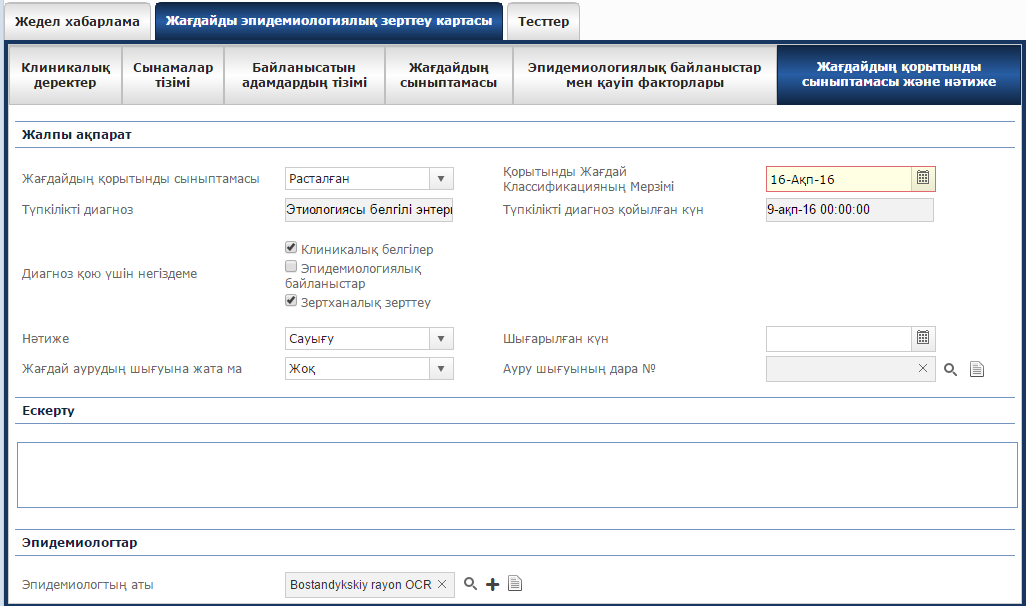 Жедел хабарлама
Жағдайды эпидемиологиялық зерттеу картасы
Тесттер
Клиникалық
деректер
Сынамалар
тізімі
Байланысатын
адамдардың тізімі
Жағдайдың
сыныптамасы
Эпидемиологиялық байланыстар
мен қауіп факторлары
Жағдайдың қорытынды
сыныптамасы және нәтиже
Жалпы ақпарат
Жағдайдың қорытынды сыныптамасы
Расталған
Қорытынды Жағдай
Классификацияның Мерзімі
16-Ақп-16
Түпкілікті диагноз
Этиологиясы белгілі энтери
Түпкілікті диагноз қойылған күн
9-ақп-16 00:00:00
Диагноз қою үшін негіздеме
Клиникалық белгілер
Эпидемиологиялық
байланыстар
Зертханалық зерттеу
Нәтиже
Сауығу
Шығарылған күн
Жағдай аурудың шығуына жата ма
Жоқ
Ауру шығуының дара №
Ескерту
Эпидемиологтар
Эпидемиологтың аты
Bostandykskiy rayon OCR